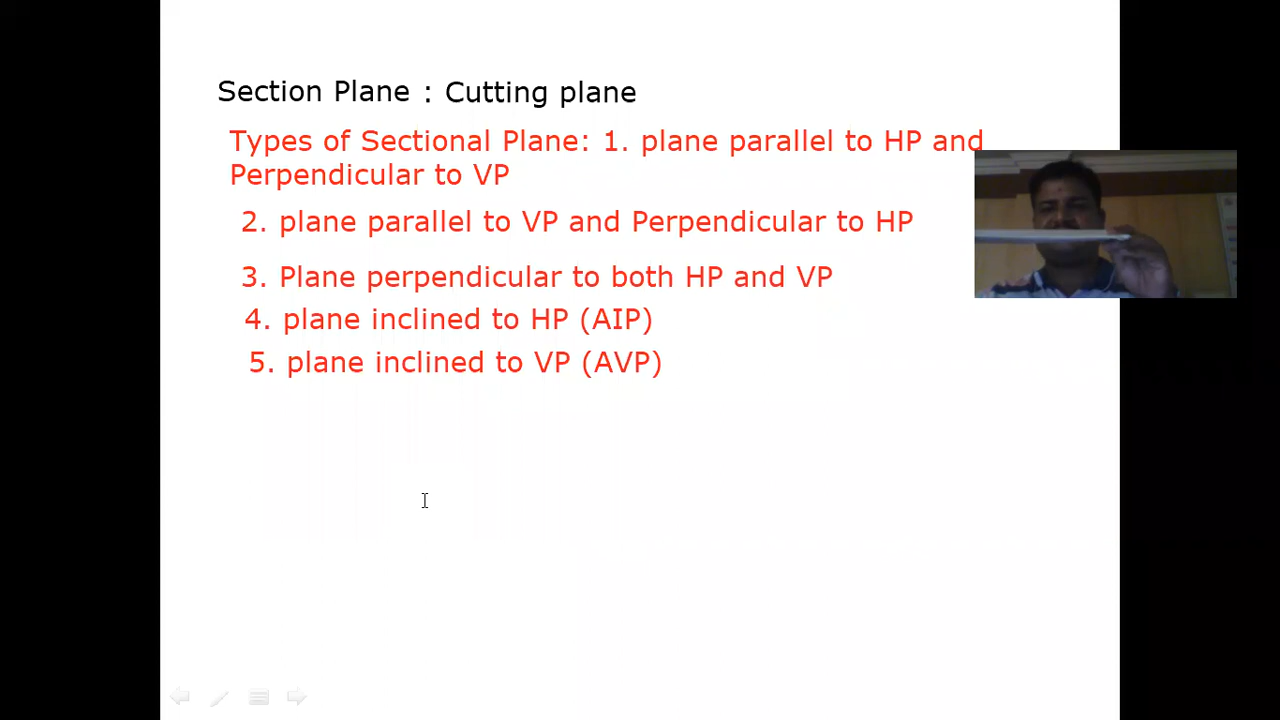 Section Plane : Cutting plane
Types of Sectional Plane: 1. plane parallel to HP and
Perpendicular to VP
2. plane parallel to VP and Perpendicular to HP
3. Plane perpendicular to both HP and VP
4. plane inclined to HP (AIP)
5. plane inclined to VP (AVP)